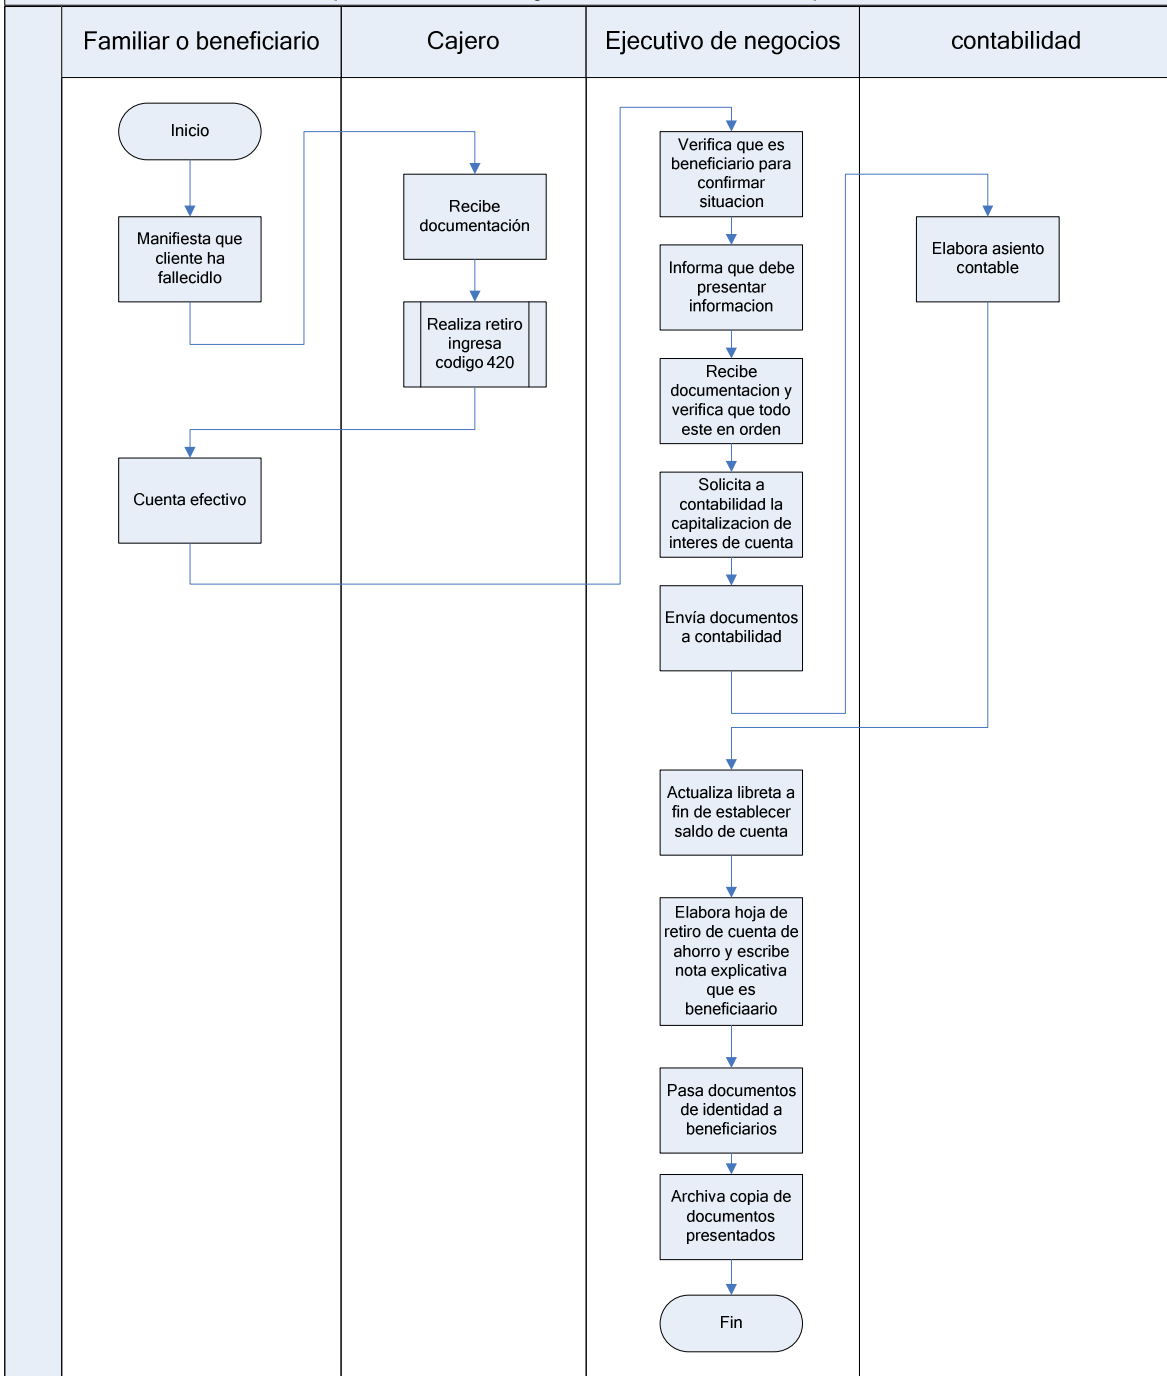 Familiar o beneficiario
Cajero
Ejecutivo de negocios
contabilidad
Inicio
Manifiesta que
cliente ha
fallecidlo
Cuenta efectivo
Recibe
documentación
Realiza retiro
ingresa
codigo 420
Verifica que es
beneficiario para
confirmar
situacion
Informa que debe
presentar
informacion
Recibe
documentacion y
verifica que todo
este en orden
Solicita a
contabilidad la
capitalizacion de
interes de cuenta
Envía documentos
a contabilidad
Actualiza libreta a
fin de establecer
saldo de cuenta
Elabora hoja de
retiro de cuenta de
ahorro y escribe
nota explicativa
que es
beneficiaario
Pasa documentos
de identidad a
beneficiarios
Archiva copia de
documentos
presentados
Fin
Elabora asiento
contable